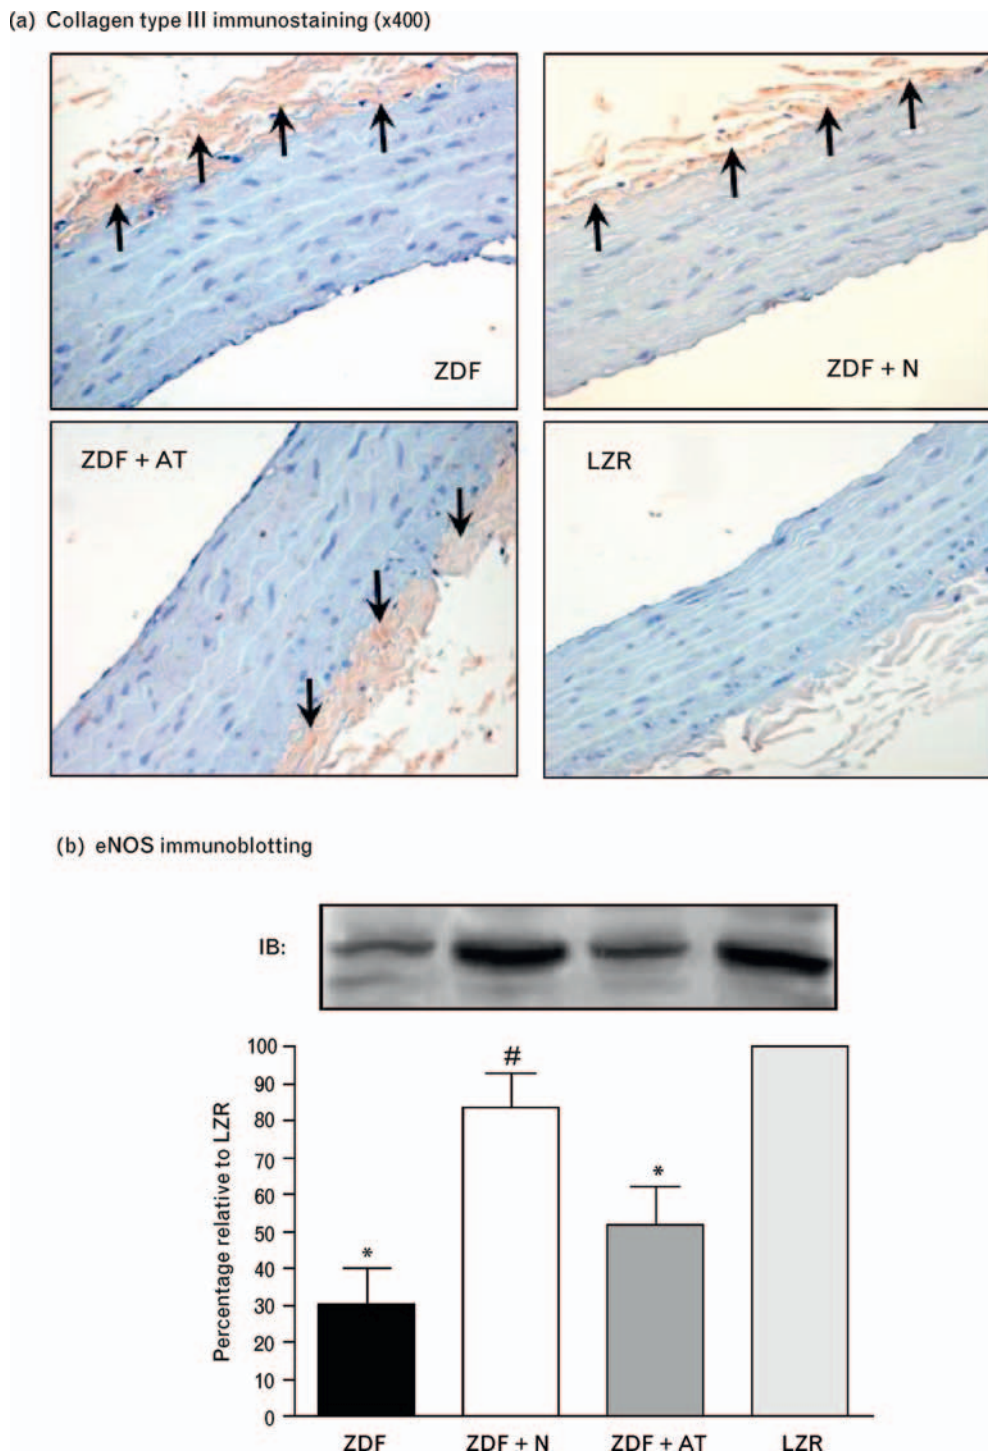 (a) Collagen type III immunostaining (x400)
ZDF
ZDF + N
ZDF + AT
LZR
(b) eNOS immunoblotting
IB:
Percentage relative to LZR
100
90
80
70
60
50
40
30
20
10
0
*
#
*
ZDF
ZDF + N
ZDF + AT
LZR